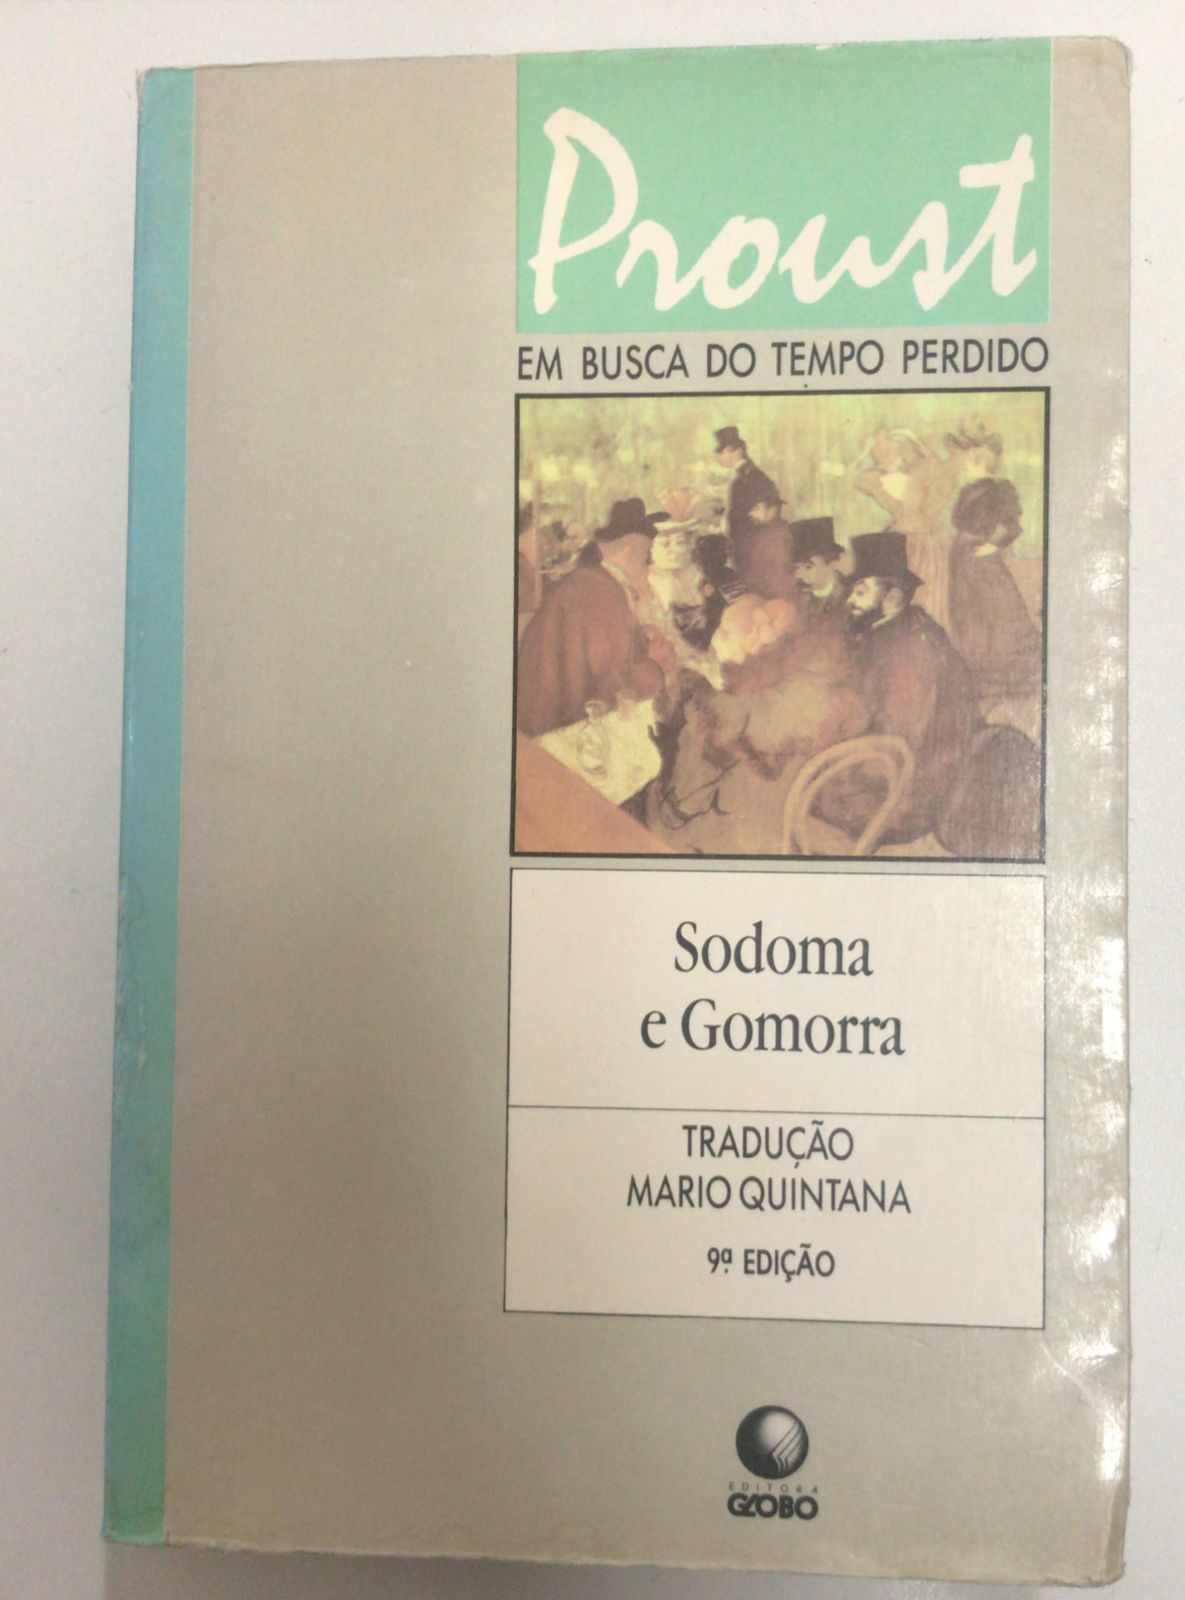 Proust
EM BUSCA DO TEMPO PERDIDO
Sodoma
e Gomorra
TRADUÇÃO
MARIO QUINTANA
9ª EDIÇÃO
EDITORA
GLOBO